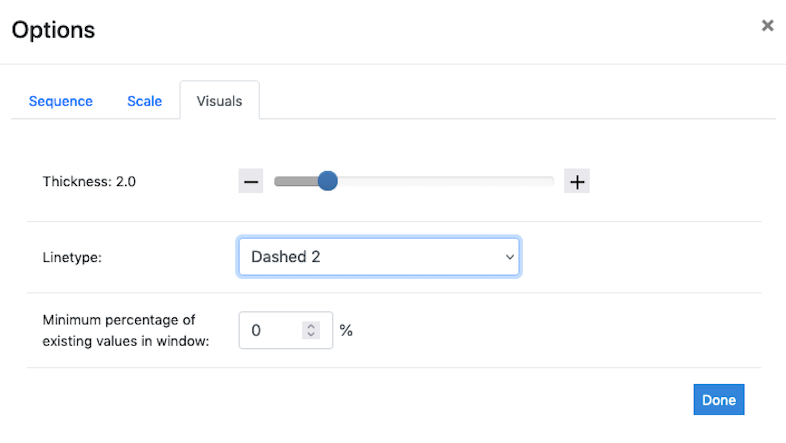 Options ×
Sequence Scale Visuals
Thickness: 2.0 − +
Linetype: Dashed 2
Minimum percentage of
existing values in window: 0 %
Done